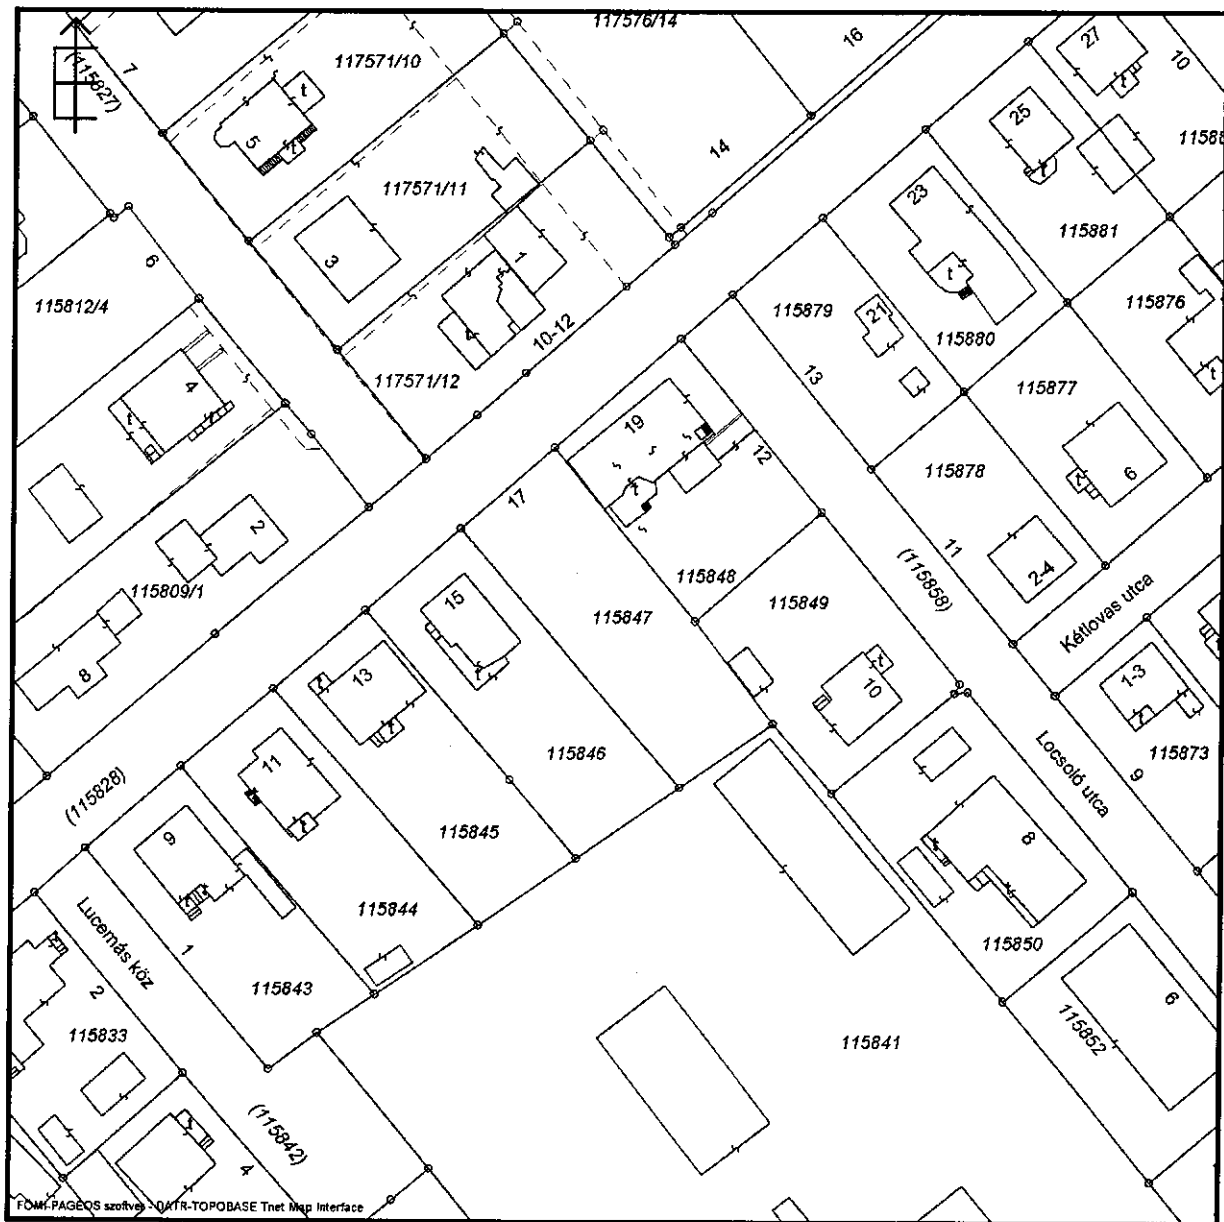 117576/14
16
27
10
7
(115827)
117571/10
t
5
t
25
t
1158
14
23
t
117571/11
115881
6
3
1
115812/4
t
10-12
115879
21
115880
115876
t
117571/12
13
115877
4
t
t
19
12
17
t
115878
t
6
2
11
2-4
115809/1
115848
(115858)
Kétlovas utca
15
115847
115849
t
8
t
13
t
t
10
1-3
t
11
115846
Locsoló utca
9
115873
(115828)
t
9
115845
8
t
t
t
t
115844
Lucernás köz
1
115850
115843
2
6
115833
115852
115841
(115842)
t
4
FÖMI-PAGEOS szoftver - DATR-TOPOBASE Tnet Map Interface